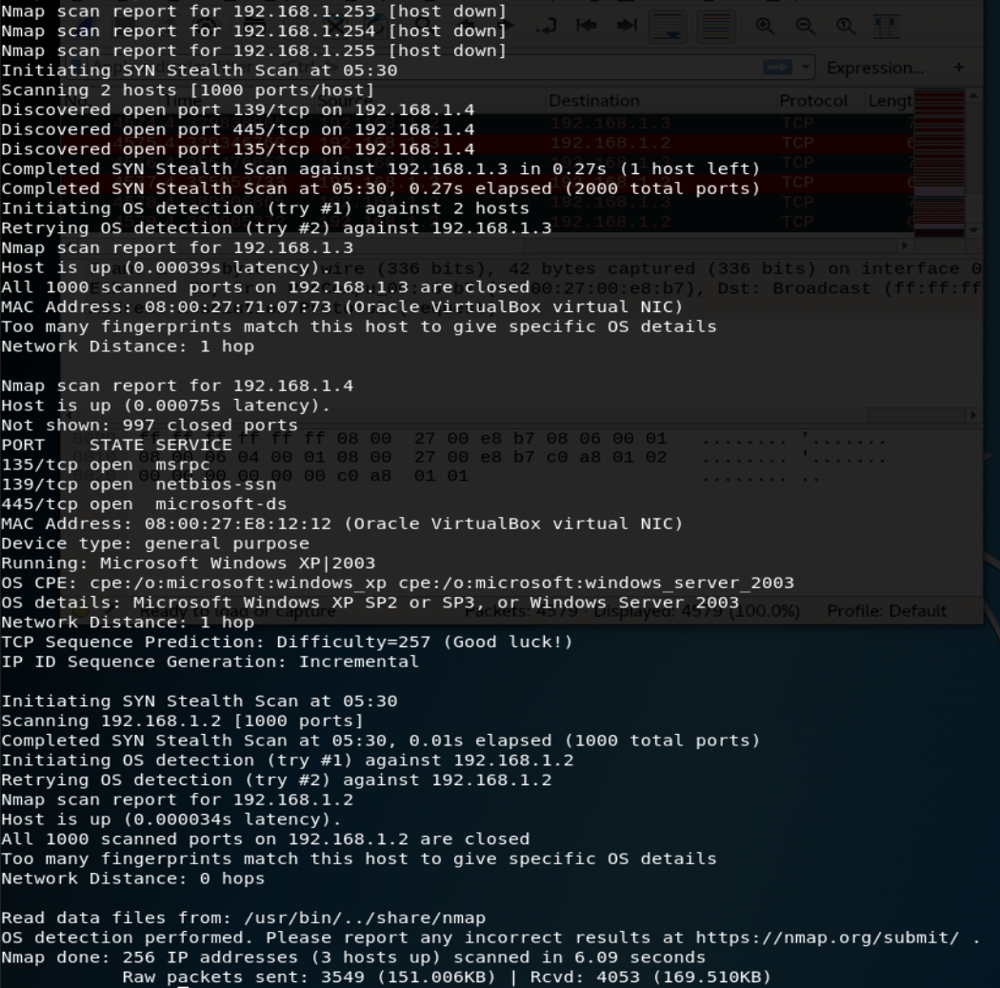 Nmap scan report for 192.168.1.253 [host down]
Nmap scan report for 192.168.1.254 [host down]
Nmap scan report for 192.168.1.255 [host down]
Initiating SYN Stealth Scan at 05:30
Expression... +
Scanning 2 hosts [1000 ports/host]
Time Source Destination Protocol Lengt
Discovered open port 139/tcp on 192.168.1.4
192.168.1.3 TCP
Discovered open port 445/tcp on 192.168.1.4
192.168.1.2 TCP
Discovered open port 135/tcp on 192.168.1.4
Completed SYN Stealth Scan against 192.168.1.3 in 0.27s (1 host left)
Completed SYN Stealth Scan at 05:30, 0.27s elapsed (2000 total ports)
Initiating OS detection (try #1) against 2 hosts
192.168.1.3 TCP
Retrying OS detection (try #2) against 192.168.1.3
192.168.1.2 TCP
Nmap scan report for 192.168.1.3
Host is up (0.00039s latency).
wire (336 bits), 42 bytes captured (336 bits) on interface 0
All 1000 scanned ports on 192.168.1.3 are closed
00:27:00:e8:b7), Dst: Broadcast (ff:ff:ff
MAC Address: 08:00:27:71:07:73 (Oracle VirtualBox virtual NIC)
Too many fingerprints match this host to give specific OS details
Network Distance: 1 hop
Nmap scan report for 192.168.1.4
Host is up (0.00075s latency).
Not shown: 997 closed ports
PORT STATE SERVICE
ff ff ff ff ff ff 08 00 27 00 e8 b7 08 06 00 01 ........ '.......
08 00 06 04 00 01 08 00 27 00 e8 b7 c0 a8 01 02 ........ '.......
135/tcp open msrpc
00 00 00 00 00 00 c0 a8 01 01 ........ ..
139/tcp open netbios-ssn
445/tcp open microsoft-ds
MAC Address: 08:00:27:E8:12:12 (Oracle VirtualBox virtual NIC)
Device type: general purpose
Running: Microsoft Windows XP|2003
OS CPE: cpe:/o:microsoft:windows_xp cpe:/o:microsoft:windows_server_2003
OS details: Microsoft Windows XP SP2 or SP3, or Windows Server 2003
Ready to load or capture Packets: 4579 · Displayed: 4579 (100.0%) Profile: Default
Network Distance: 1 hop
TCP Sequence Prediction: Difficulty=257 (Good luck!)
IP ID Sequence Generation: Incremental
Initiating SYN Stealth Scan at 05:30
Scanning 192.168.1.2 [1000 ports]
Completed SYN Stealth Scan at 05:30, 0.01s elapsed (1000 total ports)
Initiating OS detection (try #1) against 192.168.1.2
Retrying OS detection (try #2) against 192.168.1.2
Nmap scan report for 192.168.1.2
Host is up (0.000034s latency).
All 1000 scanned ports on 192.168.1.2 are closed
Too many fingerprints match this host to give specific OS details
Network Distance: 0 hops
Read data files from: /usr/bin/../share/nmap
OS detection performed. Please report any incorrect results at https://nmap.org/submit/ .
Nmap done: 256 IP addresses (3 hosts up) scanned in 6.09 seconds
Raw packets sent: 3549 (151.006KB) | Rcvd: 4053 (169.510KB)